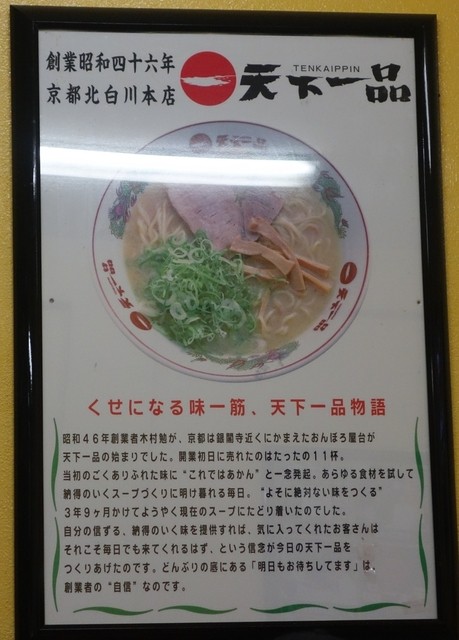 創業昭和四十六年
京都北白川本店
TENKAIPPIN
天下一品
天下一品
天下一品
天下一品
くせになる味一筋、天下一品物語
昭和46年創業者木村勉が、京都は銀閣寺近くにかまえたおんぼろ屋台が
天下一品の始まりでした。開業初日に売れたのはたったの11杯。
当初のごくありふれた味に“これではあかん”と一念発起。あらゆる食材を試して
納得のいくスープづくりに明け暮れる毎日。“よそに絶対ない味をつくる”
3年9ヶ月かけてようやく現在のスープにたどり着いたのでした。
自分の信ずる、納得のいく味を提供すれば、気に入ってくれたお客さんは
それこそ毎日でも来てくれるはず、という信念が今日の天下一品を
つくりあげたのです。どんぶりの底にある「明日もお待ちしてます」は、
創業者の“自信”なのです。